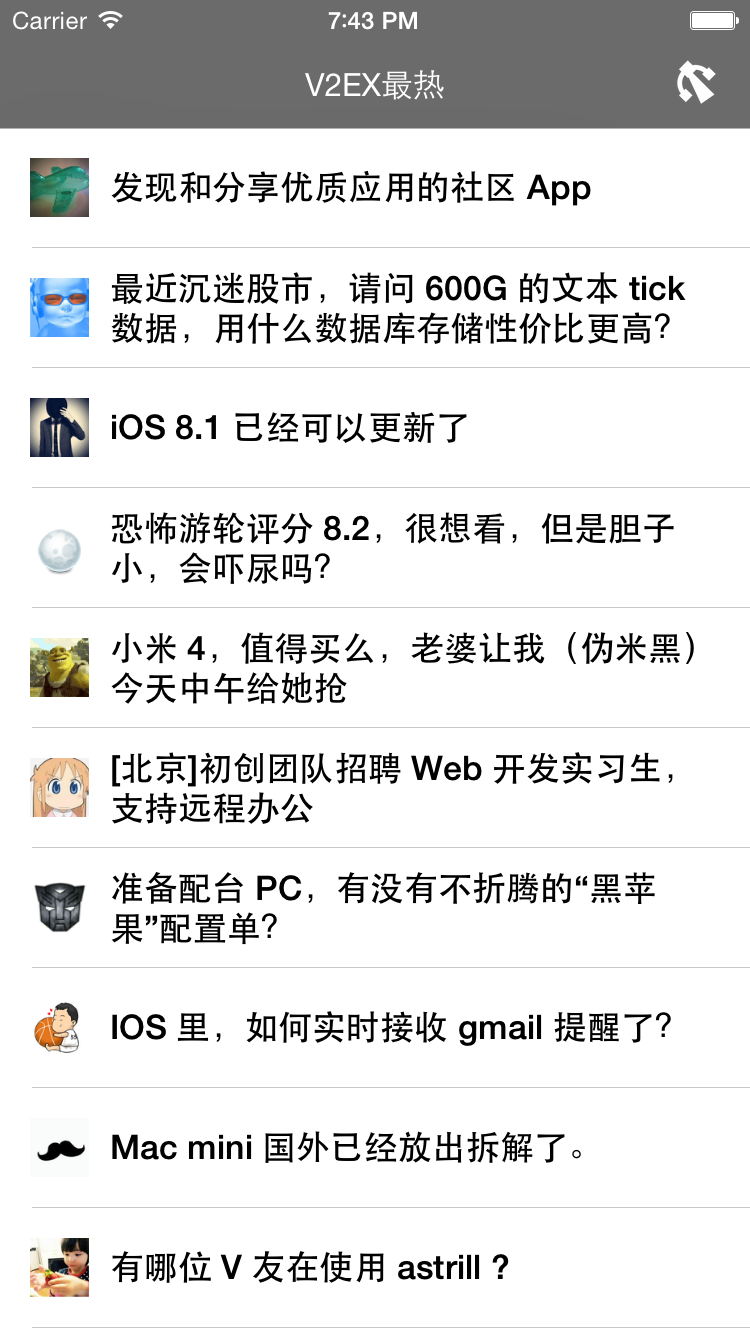 Carrier 7:43 PM
V2EX最热
发现和分享优质应用的社区 App
最近沉迷股市，请问 600G 的文本 tick
数据，用什么数据库存储性价比更高？
iOS 8.1 已经可以更新了
恐怖游轮评分 8.2，很想看，但是胆子
小，会吓尿吗？
小米 4，值得买么，老婆让我（伪米黑）
今天中午给她抢
[北京]初创团队招聘 Web 开发实习生，
支持远程办公
准备配台 PC，有没有不折腾的“黑苹
果”配置单？
IOS 里，如何实时接收 gmail 提醒了？
Mac mini 国外已经放出拆解了。
有哪位 V 友在使用 astrill ?